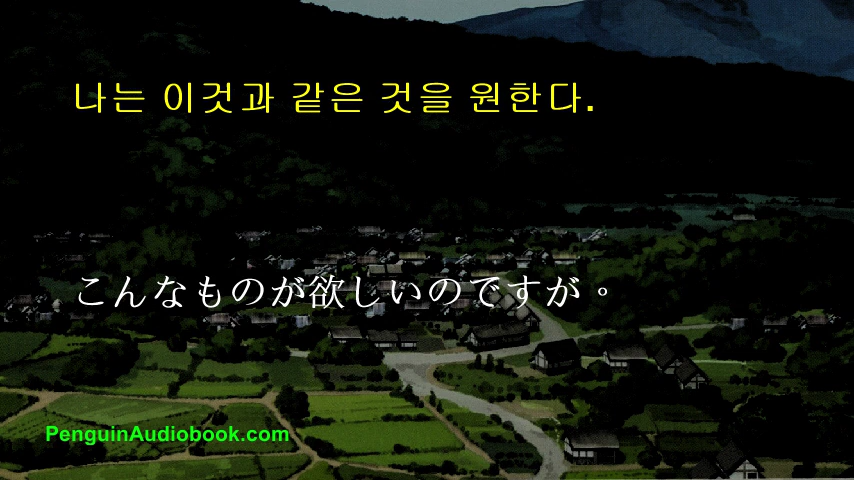 나는 이것과 같은 것을 원한다.
こんなものが欲しいのですが。
PenguinAudiobook.com